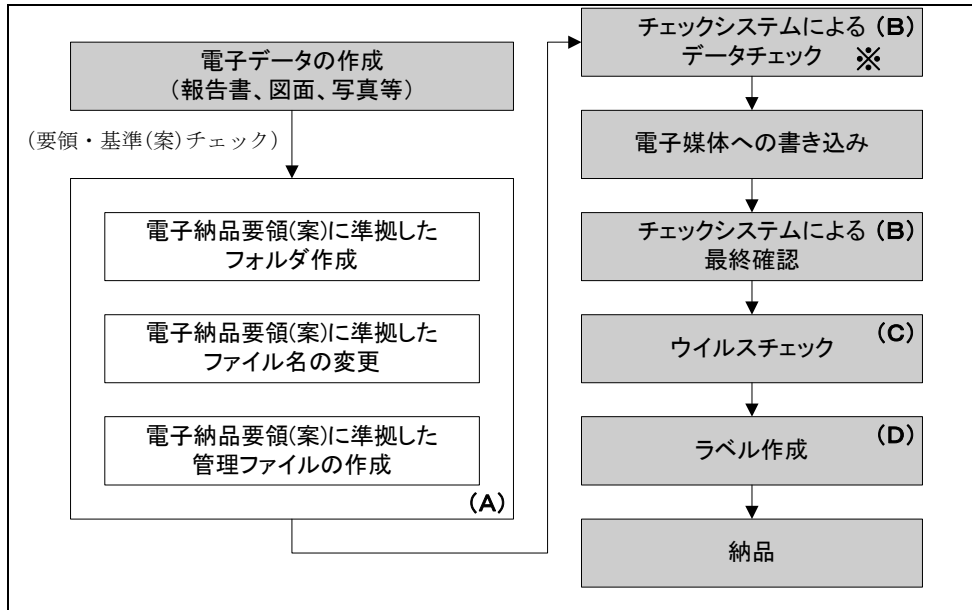 電子データの作成
（報告書、図面、写真等）
(要領・基準(案)チェック)
電子納品要領(案)に準拠した
フォルダ作成
電子納品要領(案)に準拠した
ファイル名の変更
電子納品要領(案)に準拠した
管理ファイルの作成
(A)
チェックシステムによる (B)
データチェック ※
電子媒体への書き込み
チェックシステムによる (B)
最終確認
ウイルスチェック (C)
ラベル作成 (D)
納品